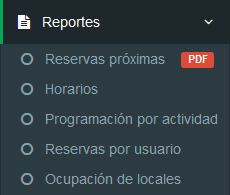 Reportes
Reservas próximas PDF
Horarios
Programación por actividad
Reservas por usuario
Ocupación de locales